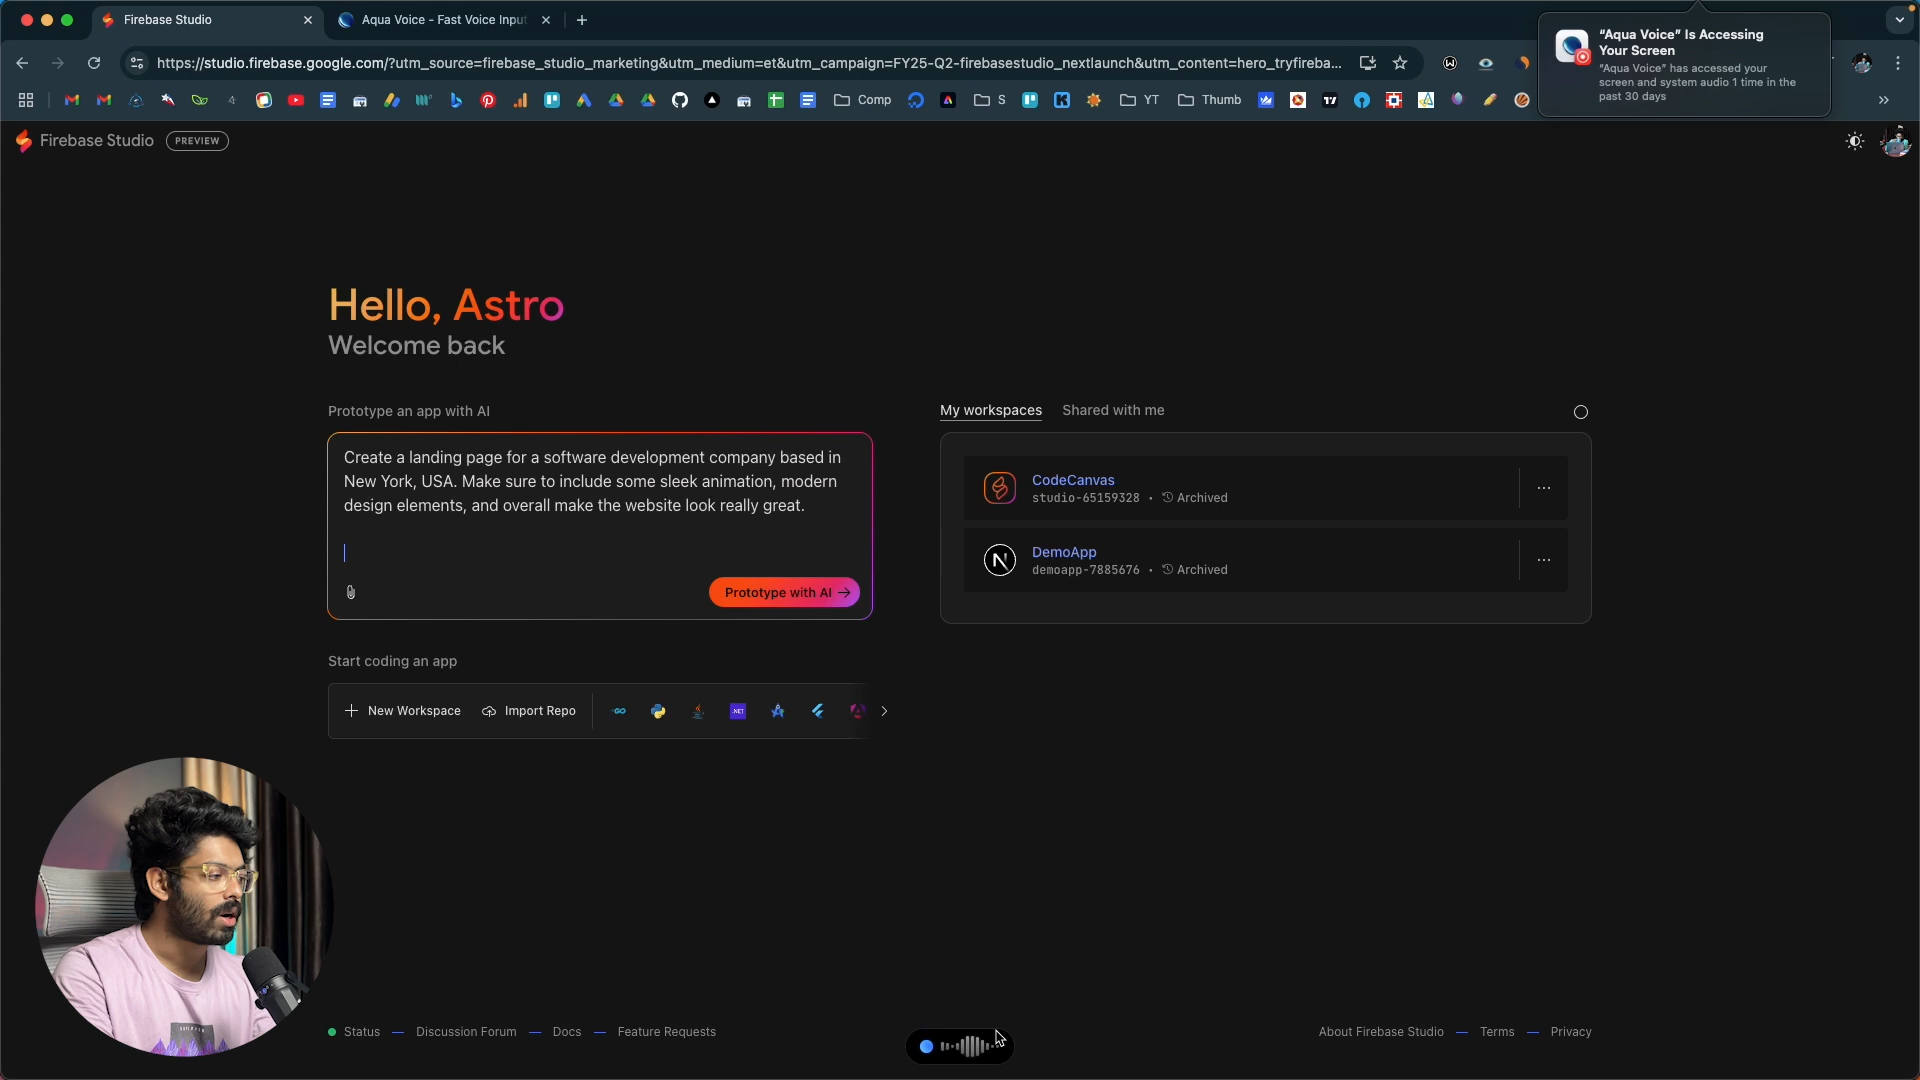 Firebase Studio
Aqua Voice - Fast Voice Input
"Aqua Voice" Is Accessing
Your Screen
"Aqua Voice" has accessed your
screen and system audio 1 time in the
past 30 days
https://studio.firebase.google.com/?utm_source=firebase_studio_marketing&utm_medium=et&utm_campaign=FY25-Q2-firebasestudio_nextlaunch&utm_content=hero_tryfireba...
Comp
S
YT
Thumb
Firebase Studio
PREVIEW
Hello, Astro
Welcome back
Prototype an app with AI
Create a landing page for a software development company based in
New York, USA. Make sure to include some sleek animation, modern
design elements, and overall make the website look really great.
Prototype with AI
My workspaces
Shared with me
CodeCanvas
studio-65159328 • Archived
DemoApp
demoapp-7885676 • Archived
Start coding an app
New Workspace
Import Repo
.NET
Status — Discussion Forum — Docs — Feature Requests
About Firebase Studio — Terms — Privacy